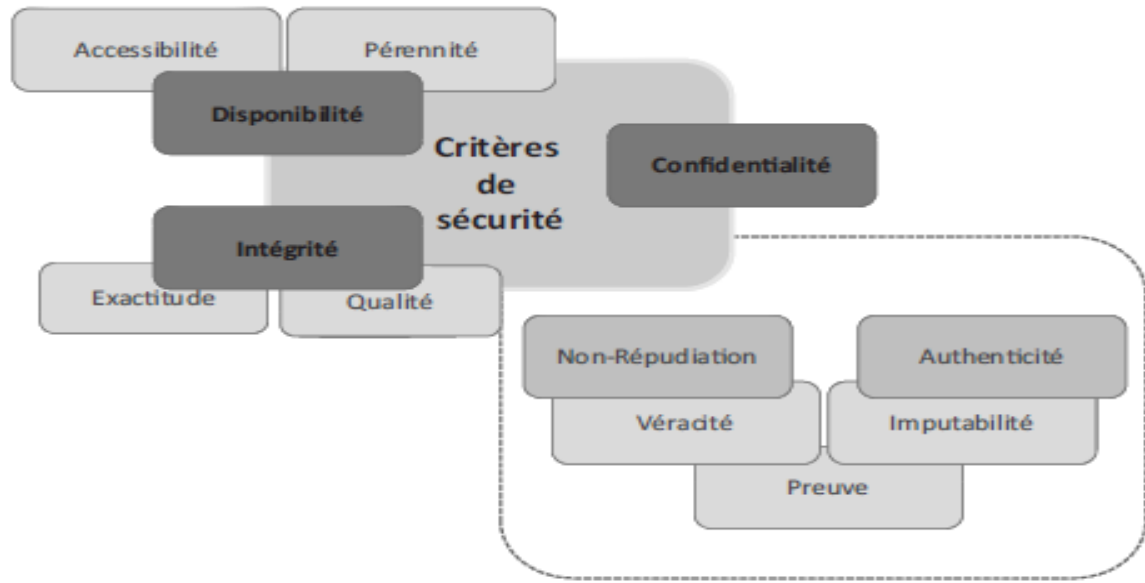 Accessibilité
Pérennité
Disponibilité
Critères
de
sécurité
Confidentialité
Intégrité
Exactitude
Qualité
Non-Répudiation
Authenticité
Véracité
Imputabilité
Preuve